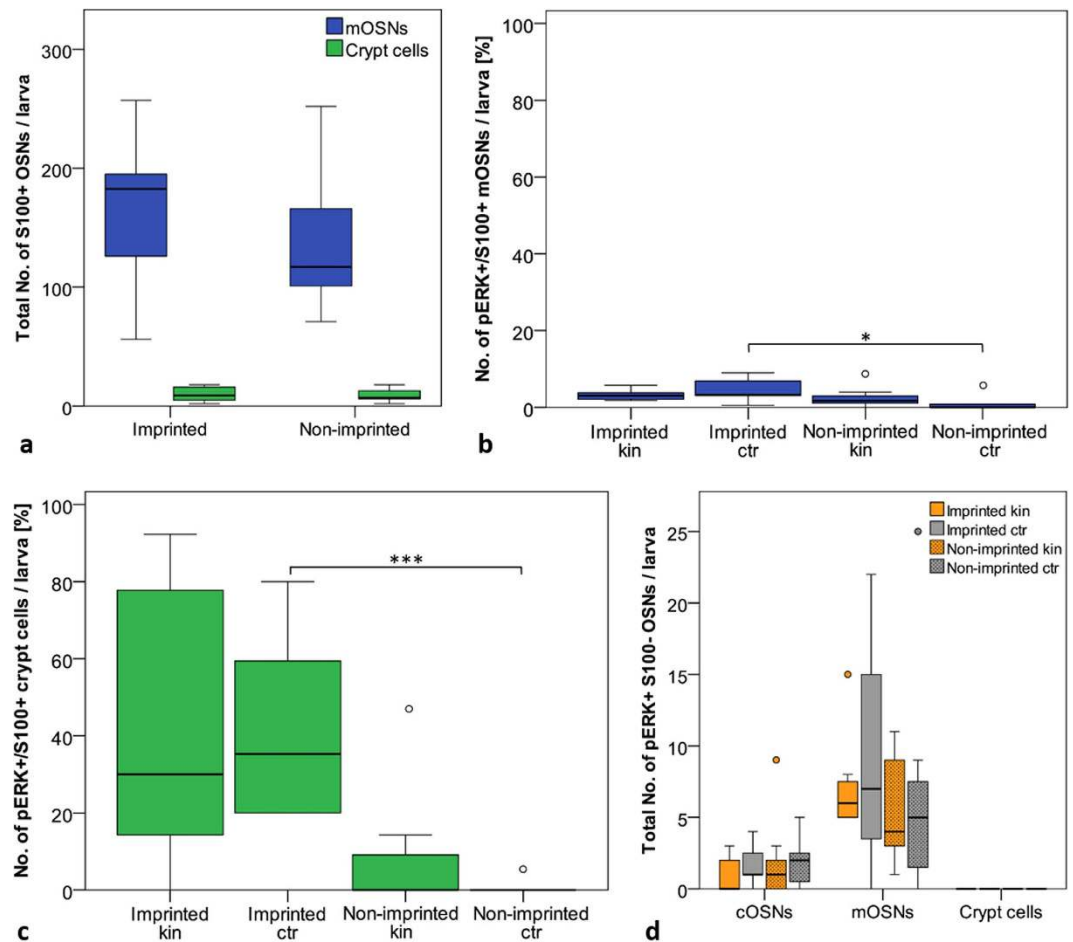 Total No. of S100+ OSNs / larva
300
200
100
0
mOSNs
Crypt cells
Imprinted
Non-imprinted
a
No. of pERK+/S100+ mOSNs / larva [%]
100
80
60
40
20
0
*
Imprinted
kin
Imprinted
ctr
Non-imprinted
kin
Non-imprinted
ctr
b
No. of pERK+/S100+ crypt cells / larva [%]
100
80
60
40
20
0
***
Imprinted
kin
Imprinted
ctr
Non-imprinted
kin
Non-imprinted
ctr
c
Total No. of pERK+ S100- OSNs / larva
25
20
15
10
5
0
Imprinted kin
Imprinted ctr
Non-imprinted kin
Non-imprinted ctr
cOSNs
mOSNs
Crypt cells
d